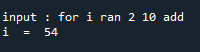 input : for i ran 2 10 add
i  =  54